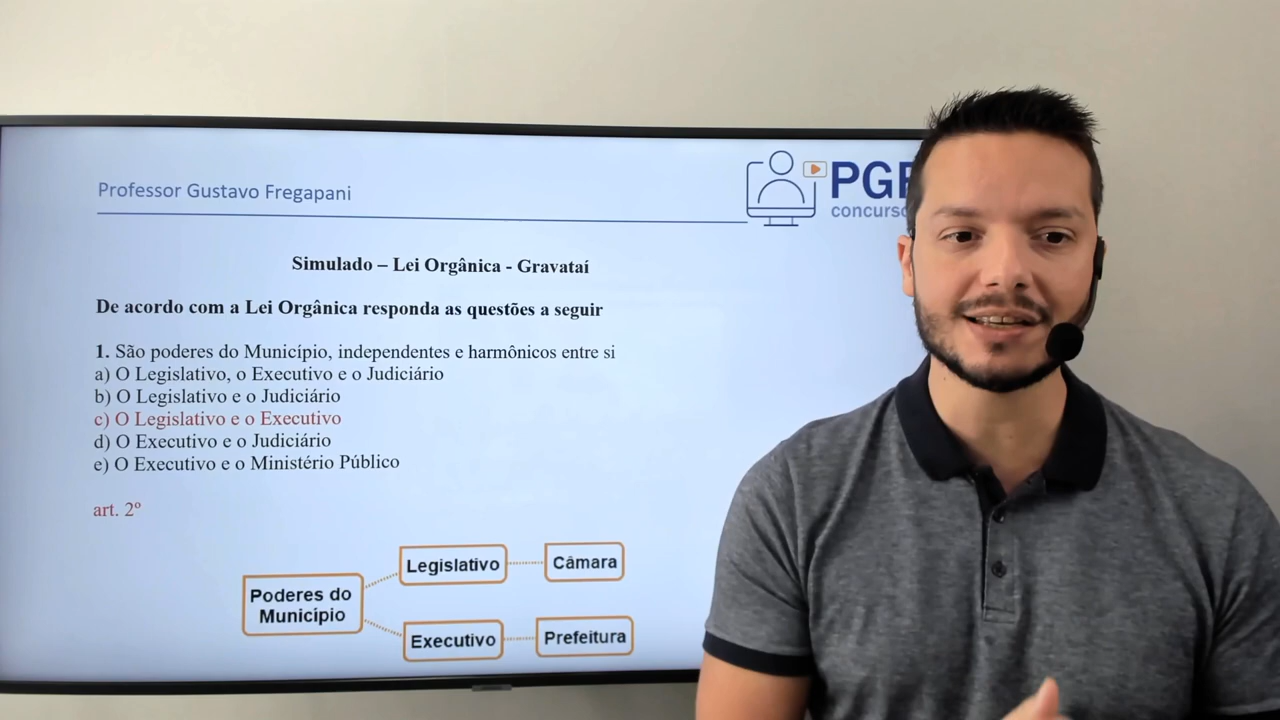 Professor Gustavo Fregapani
concurso
Simulado – Lei Orgânica - Gravataí
De acordo com a Lei Orgânica responda as questões a seguir
1. São poderes do Município, independentes e harmônicos entre si
a) O Legislativo, o Executivo e o Judiciário
b) O Legislativo e o Judiciário
c) O Legislativo e o Executivo
d) O Executivo e o Judiciário
e) O Executivo e o Ministério Público
art. 2º
Poderes do
Município
Legislativo
Câmara
Executivo
Prefeitura